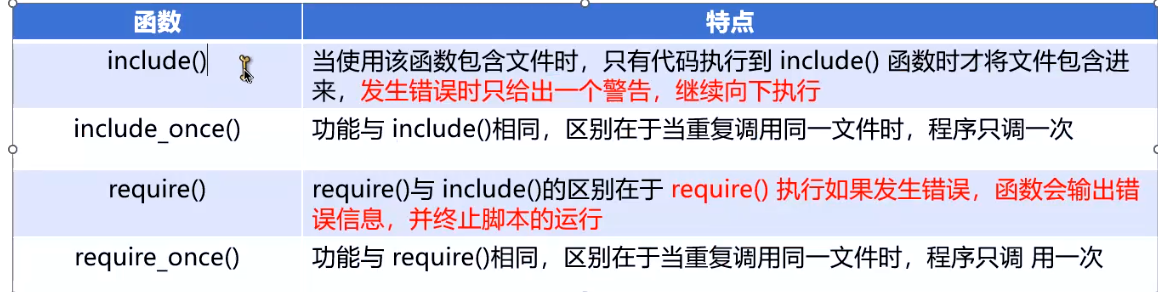 函数
特点
include()
当使用该函数包含文件时，只有代码执行到 include() 函数时才将文件包含进
来，发生错误时只给出一个警告，继续向下执行
include_once()
功能与 include()相同，区别在于当重复调用同一文件时，程序只调一次
require()
require()与 include()的区别在于 require() 执行如果发生错误，函数会输出错
误信息，并终止脚本的运行
require_once()
功能与 require()相同，区别在于当重复调用同一文件时，程序只调 用一次